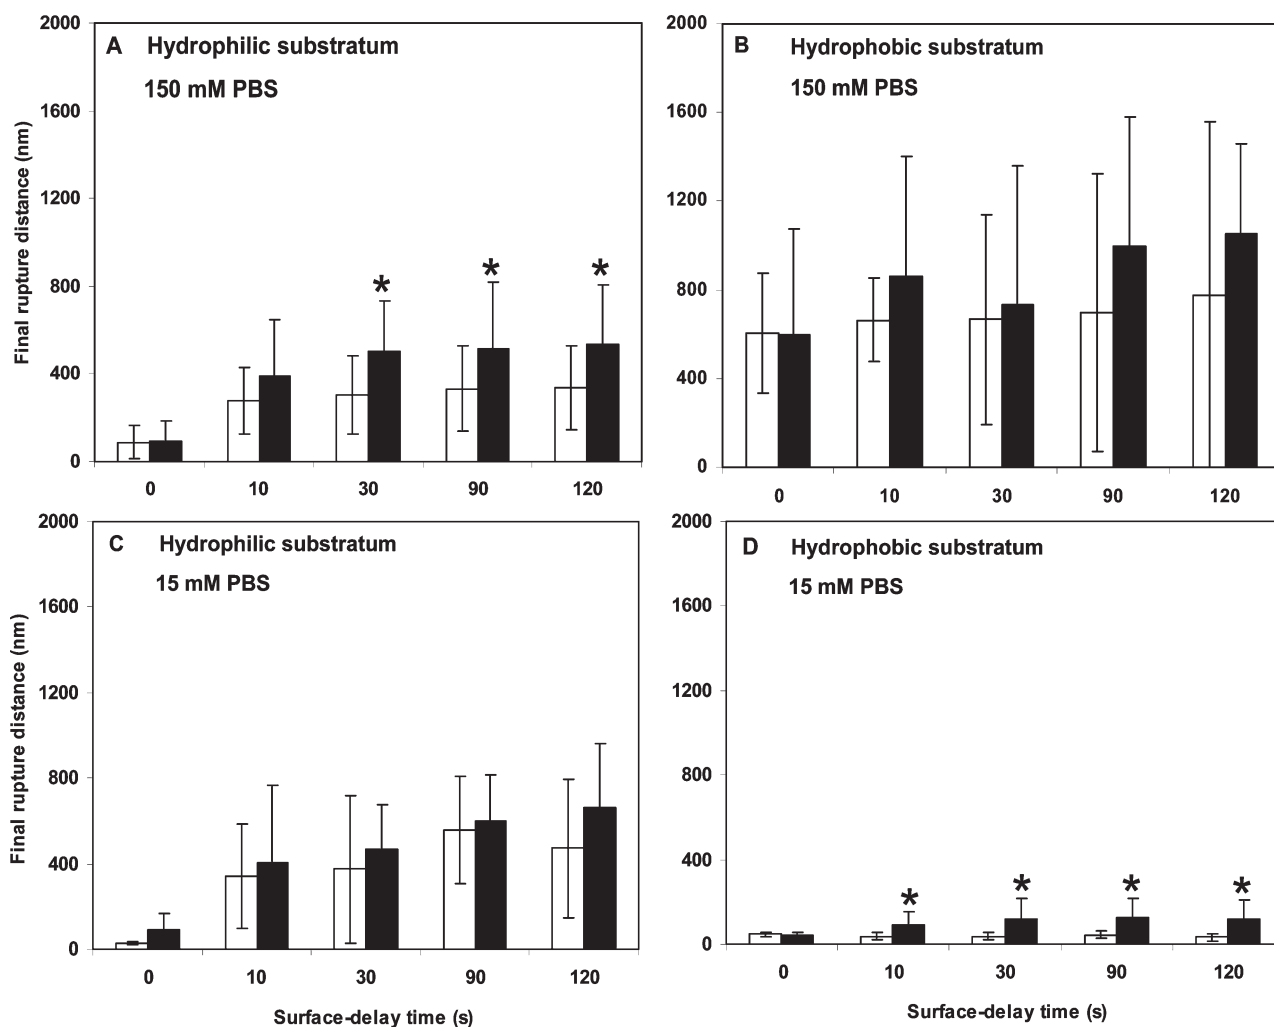 A Hydrophilic substratum
150 mM PBS
Final rupture distance (nm)
2000
1600
1200
800
400
0
* * *
0 10 30 90 120
B Hydrophobic substratum
150 mM PBS
2000
1600
1200
800
400
0
0 10 30 90 120
C Hydrophilic substratum
15 mM PBS
Final rupture distance (nm)
2000
1600
1200
800
400
0
0 10 30 90 120
Surface-delay time (s)
D Hydrophobic substratum
15 mM PBS
2000
1600
1200
800
400
0
* * * *
0 10 30 90 120
Surface-delay time (s)